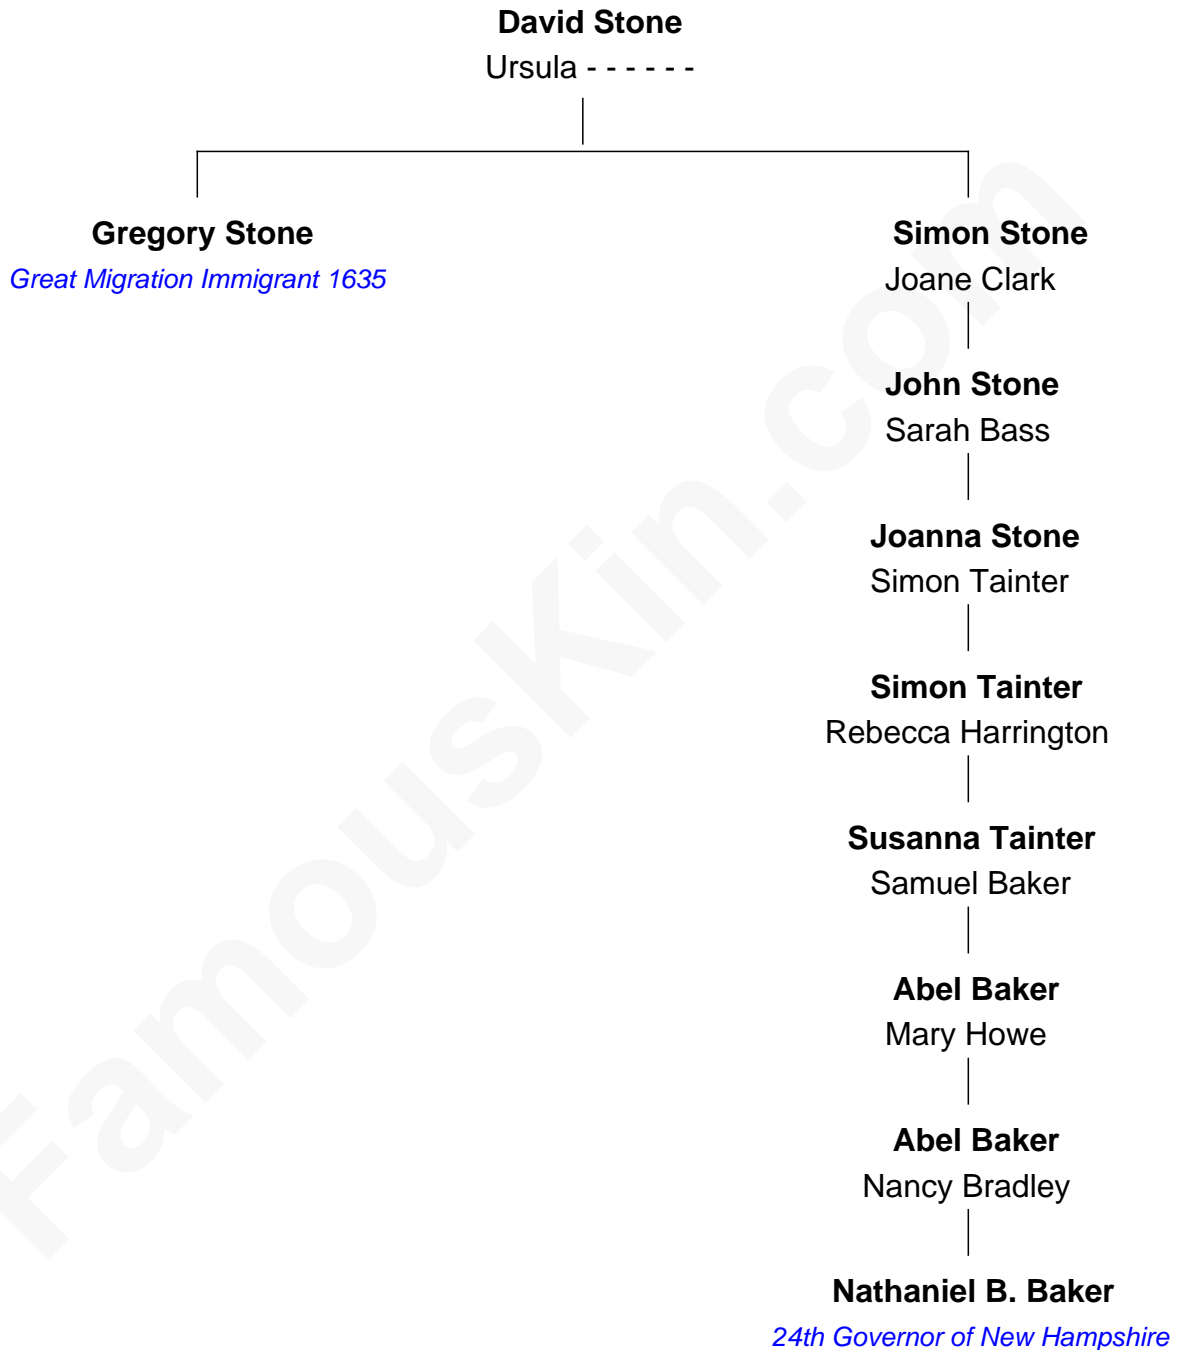 David Stone
Ursula - - - - - -
Gregory Stone
Great Migration Immigrant 1635
Simon Stone
Joane Clark
John Stone
Sarah Bass
Joanna Stone
Simon Tainter
Simon Tainter
Rebecca Harrington
Susanna Tainter
Samuel Baker
Abel Baker
Mary Howe
Abel Baker
Nancy Bradley
Nathaniel B. Baker
24th Governor of New Hampshire
FamousKin.com